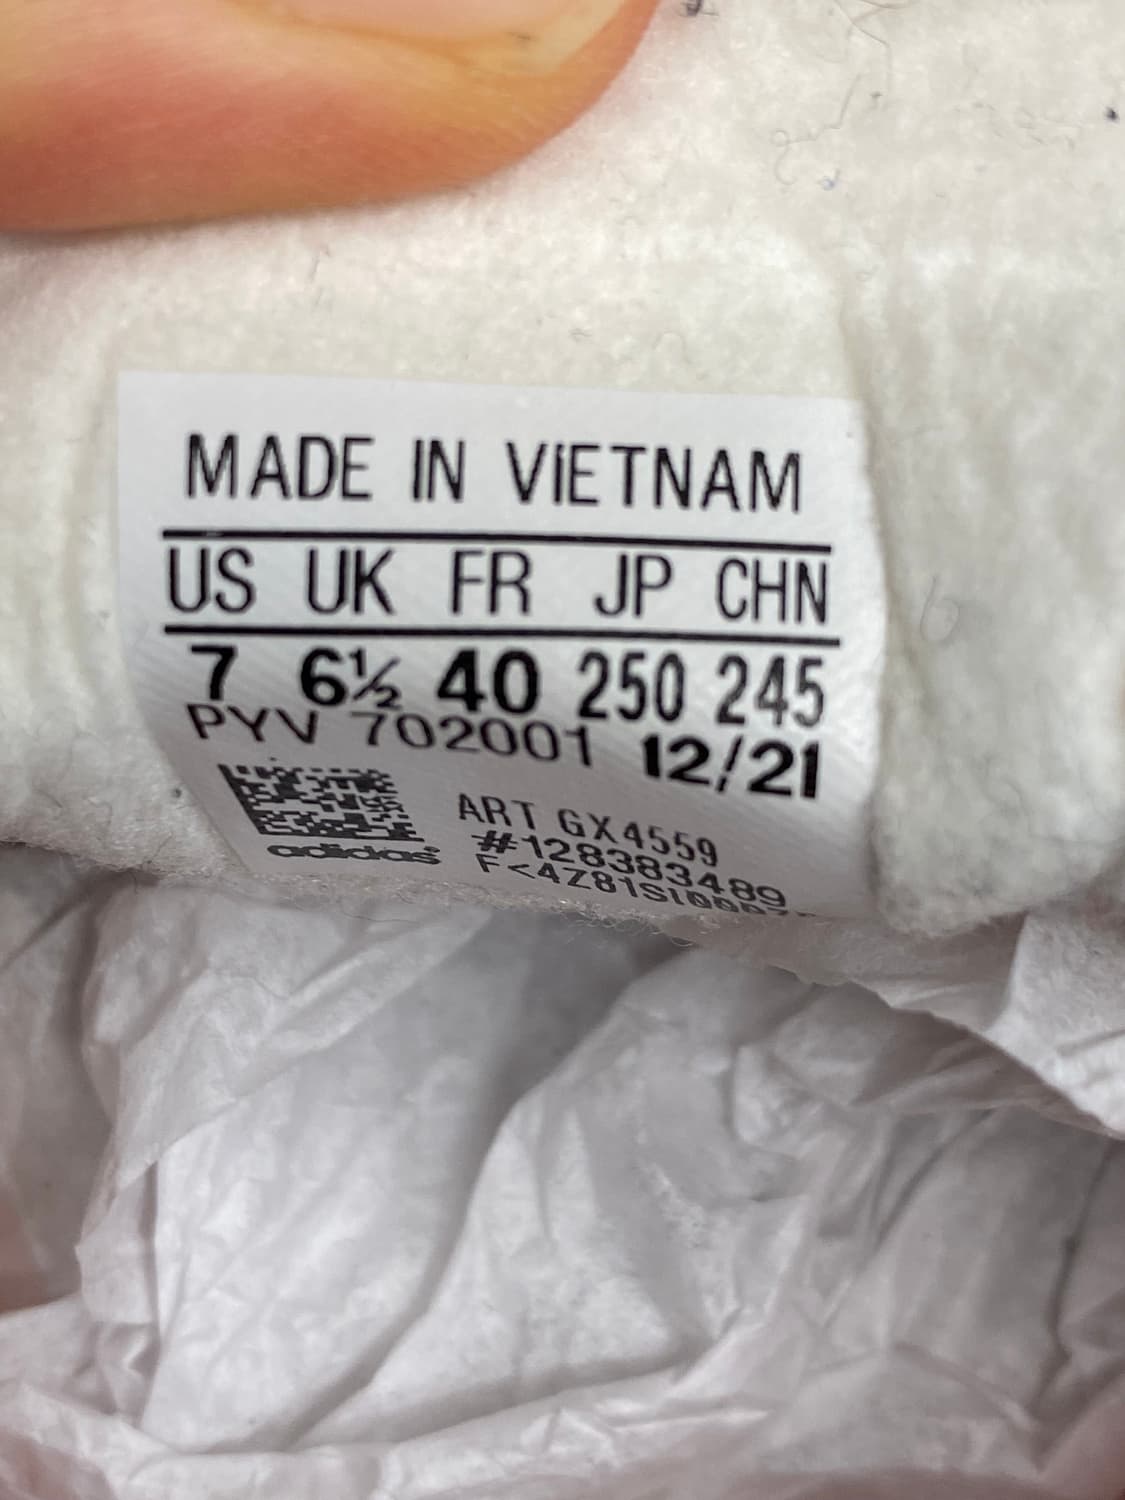 MADE IN VIETNAM
US UK FR JP CHN
7 6½ 40 250 245
PYV 702001 12/21
ART GX4559
#128383489
adidas